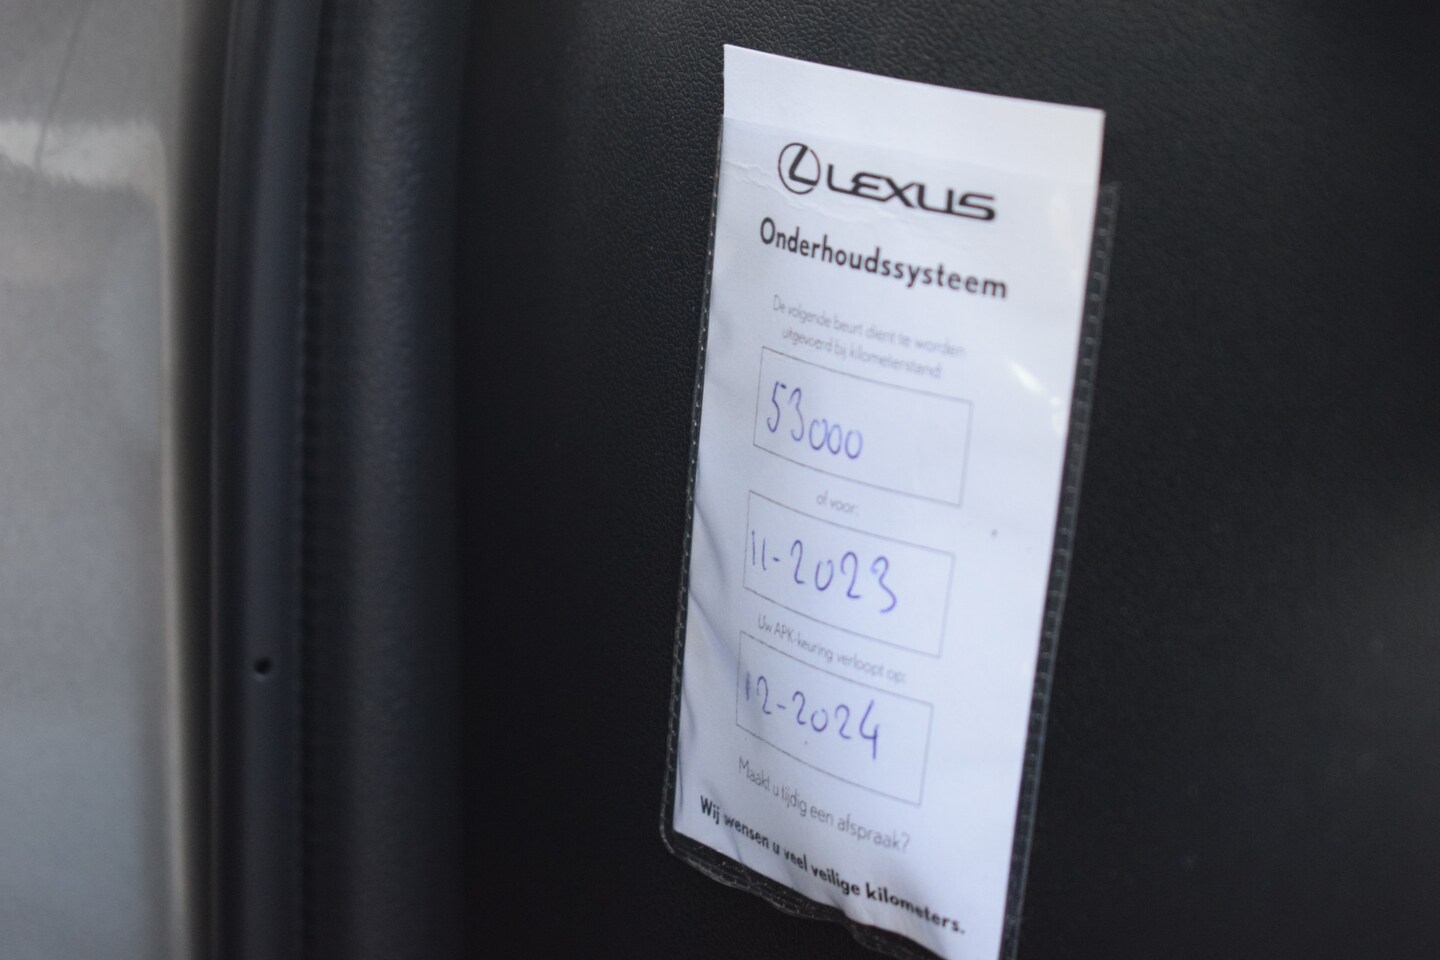 LEXUS
Onderhoudssysteem
De volgende beurt dient te worden
uitgevoerd bij kilometerstand:
53000
of voor:
11-2023
Uw APK-keuring verloopt op:
12-2024
Maakt u tijdig een afspraak?
Wij wensen u veel veilige kilometers.